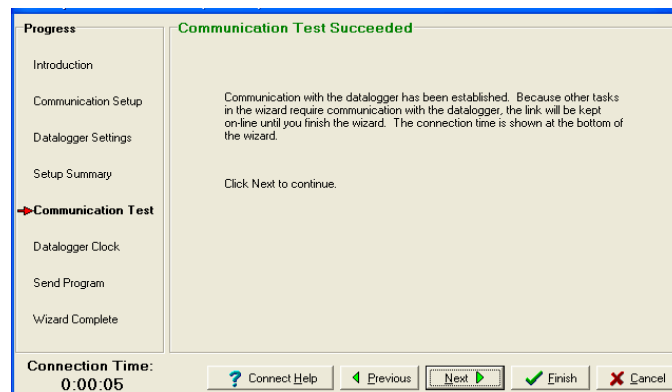 Progress
Introduction
Communication Setup
Datalogger Settings
Setup Summary
Communication Test
Datalogger Clock
Send Program
Wizard Complete
Communication Test Succeeded
Communication with the datalogger has been established. Because other tasks
in the wizard require communication with the datalogger, the link will be kept
on-line until you finish the wizard. The connection time is shown at the bottom of
the wizard.
Click Next to continue.
Connection Time:
0:00:05
? Connect Help
Previous
Next
Finish
Cancel